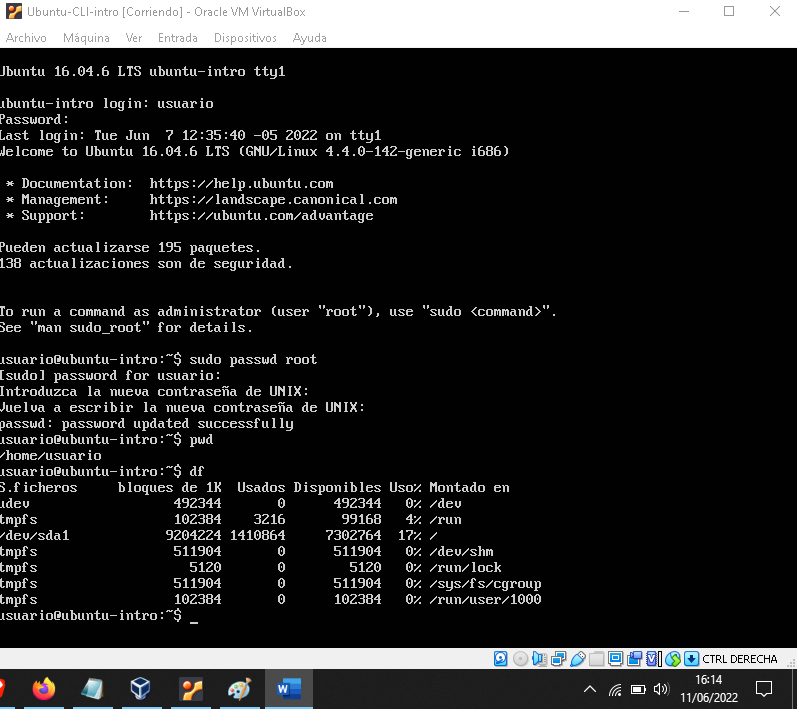 Ubuntu-CLI-intro [Corriendo] - Oracle VM VirtualBox
Archivo Máquina Ver Entrada Dispositivos Ayuda
Ubuntu 16.04.6 LTS ubuntu-intro tty1
ubuntu-intro login: usuario
Password:
Last login: Tue Jun  7 12:35:40 -05 2022 on tty1
Welcome to Ubuntu 16.04.6 LTS (GNU/Linux 4.4.0-142-generic i686)
* Documentation:  https://help.ubuntu.com
* Management:     https://landscape.canonical.com
* Support:        https://ubuntu.com/advantage
Pueden actualizarse 195 paquetes.
138 actualizaciones son de seguridad.
To run a command as administrator (user "root"), use "sudo <command>".
See "man sudo_root" for details.
usuario@ubuntu-intro:~$ sudo passwd root
[sudo] password for usuario:
Introduzca la nueva contraseña de UNIX:
Vuelva a escribir la nueva contraseña de UNIX:
passwd: password updated successfully
usuario@ubuntu-intro:~$ pwd
/home/usuario
usuario@ubuntu-intro:~$ df
S.ficheros     bloques de 1K  Usados Disponibles Uso% Montado en
udev                  492344       0      492344   0% /dev
tmpfs                 102384    3216       99168   4% /run
/dev/sda1            9204224 1410864     7302764  17% /
tmpfs                 511904       0      511904   0% /dev/shm
tmpfs                   5120       0        5120   0% /run/lock
tmpfs                 511904       0      511904   0% /sys/fs/cgroup
tmpfs                 102384       0      102384   0% /run/user/1000
usuario@ubuntu-intro:~$ _
CTRL DERECHA
16:14
11/06/2022